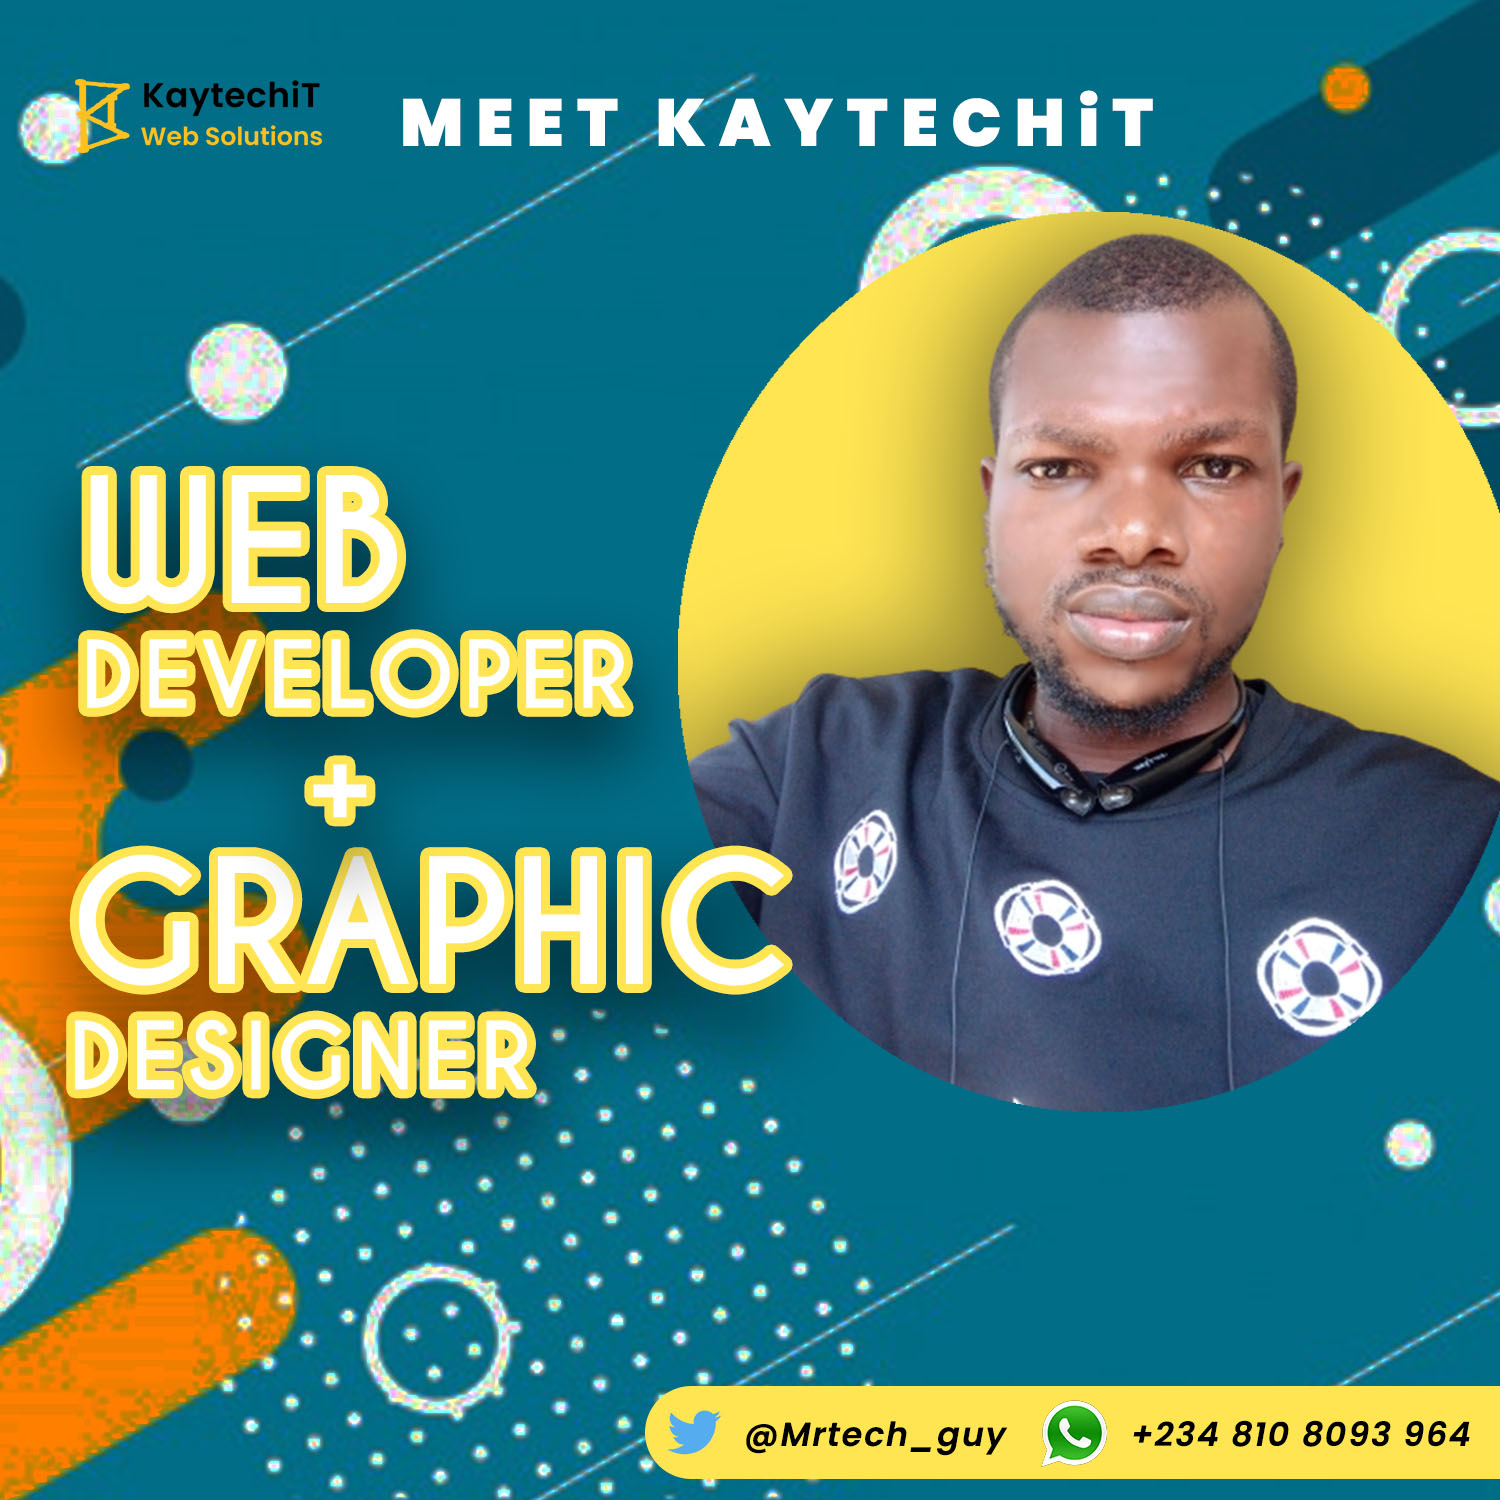 KaytechiT
Web Solutions
MEET KAYTECHiT
WEB
DEVELOPER
+
GRAPHIC
DESIGNER
@Mrtech_guy
+234 810 8093 964